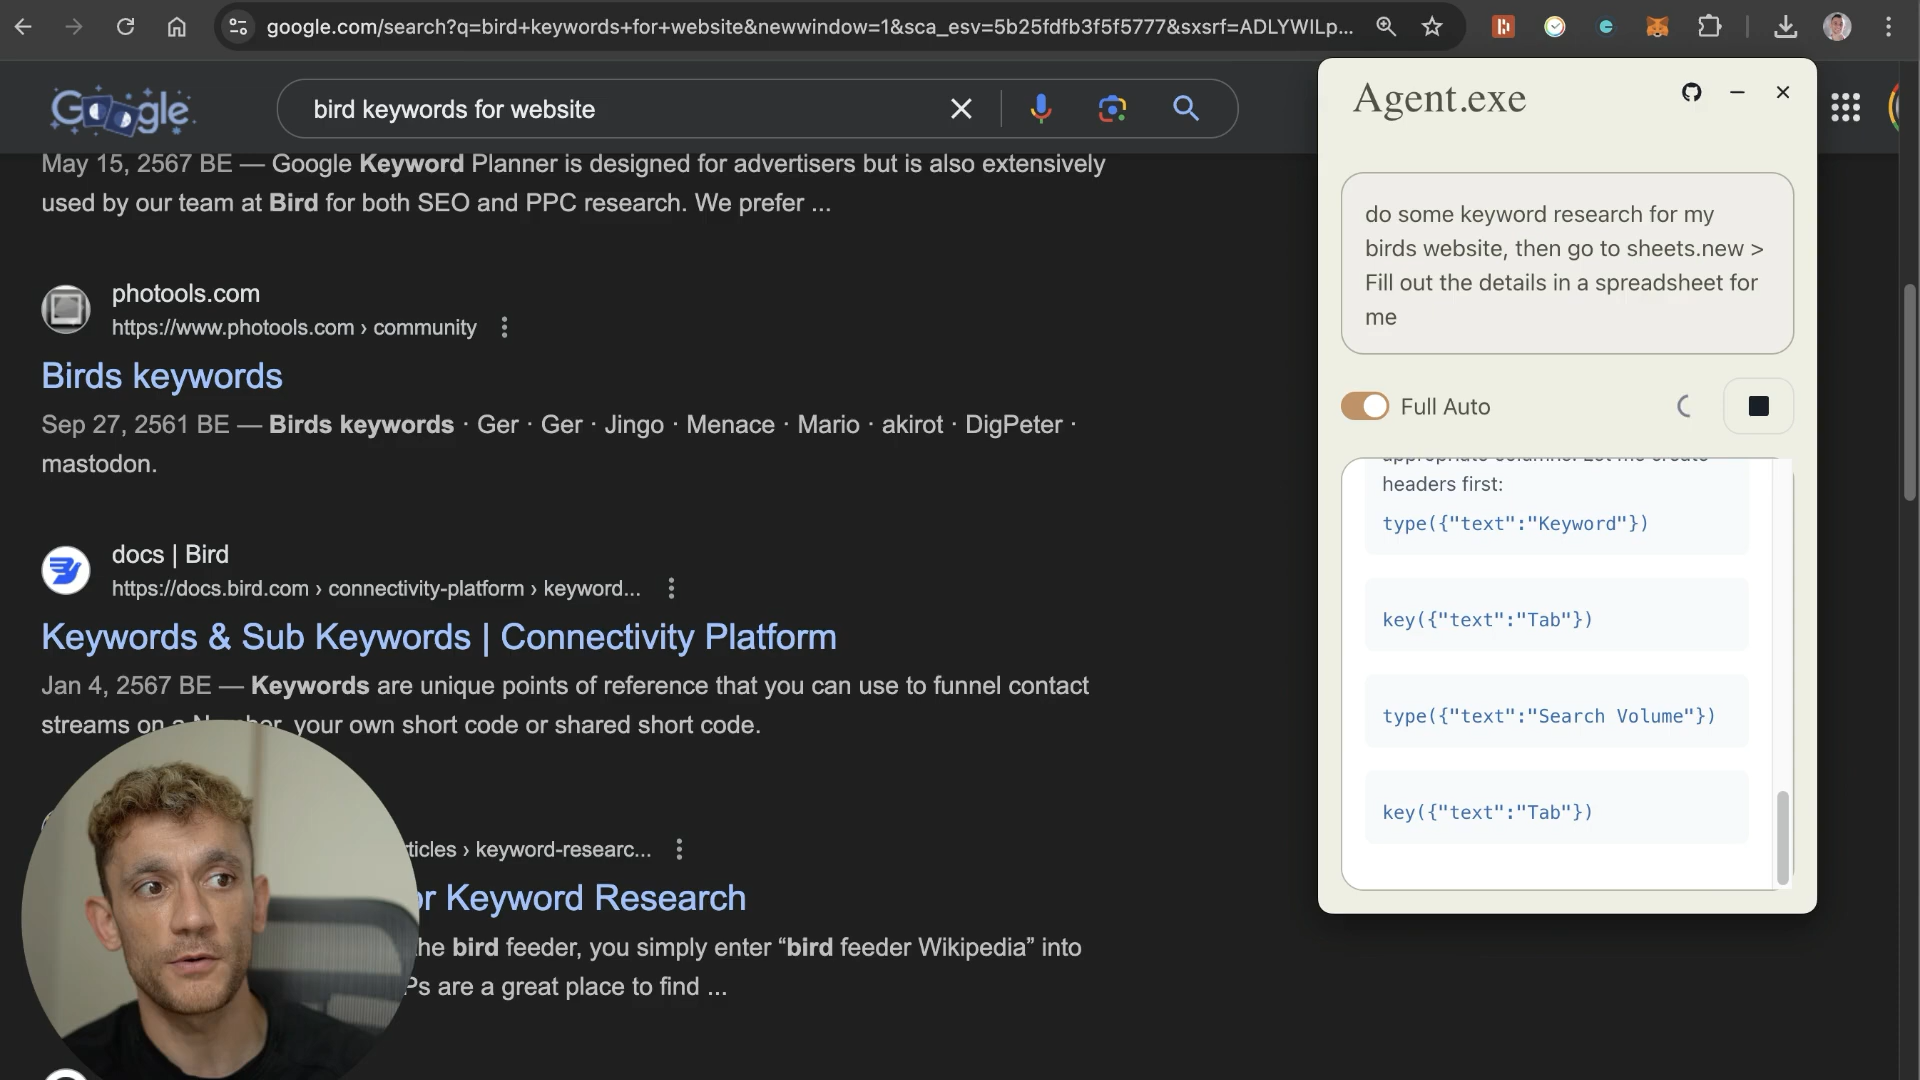 google.com/search?q=bird+keywords+for+website&newwindow=1&sca_esv=5b25fdfb3f5f5777&sxsrf=ADLYWILp...
Google
bird keywords for website
May 15, 2567 BE — Google Keyword Planner is designed for advertisers but is also extensively
used by our team at Bird for both SEO and PPC research. We prefer ...
photools.com
https://www.photools.com › community
Birds keywords
Sep 27, 2561 BE — Birds keywords · Ger · Ger · Jingo · Menace · Mario · akirot · DigPeter ·
mastodon.
docs | Bird
https://docs.bird.com › connectivity-platform › keyword...
Keywords & Sub Keywords | Connectivity Platform
Jan 4, 2567 BE — Keywords are unique points of reference that you can use to funnel contact
streams on a Number, your own short code or shared short code.
ticles › keyword-researc...
or Keyword Research
the bird feeder, you simply enter “bird feeder Wikipedia” into
Ps are a great place to find ...
Agent.exe
do some keyword research for my
birds website, then go to sheets.new >
Fill out the details in a spreadsheet for
me
Full Auto
appropriate columns. Let me create
headers first:
type({"text":"Keyword"})
key({"text":"Tab"})
type({"text":"Search Volume"})
key({"text":"Tab"})